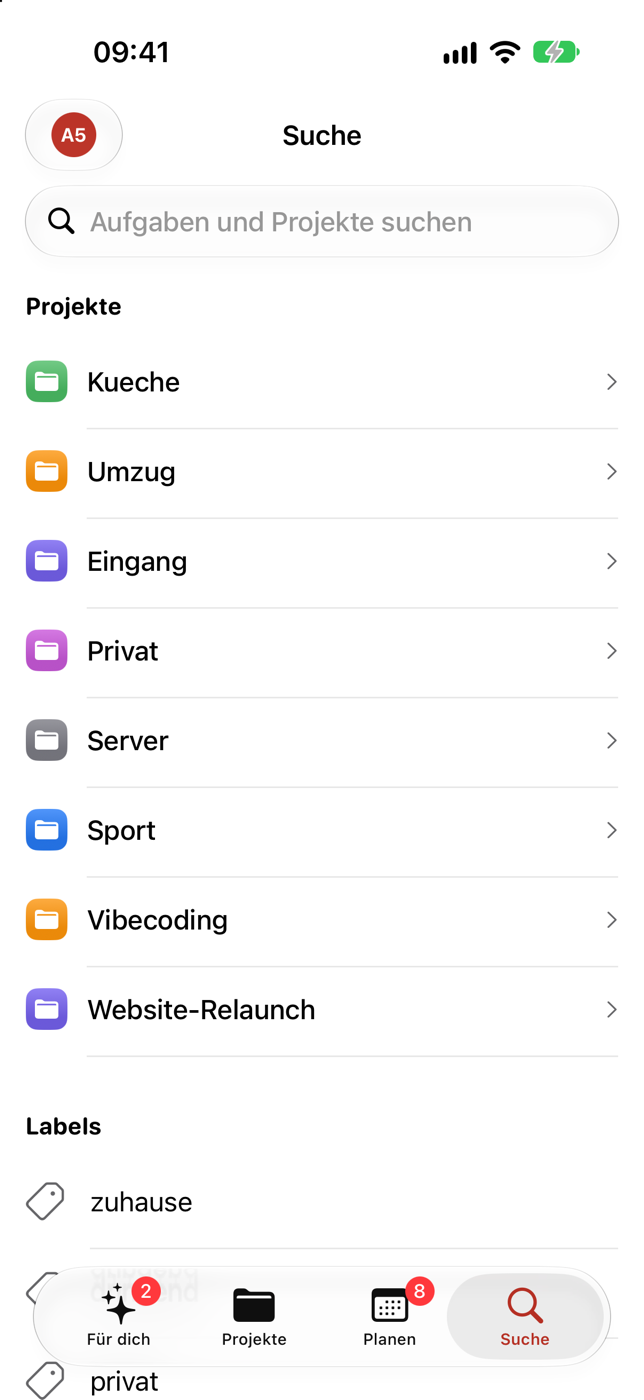 09:41
A5
Suche
Aufgaben und Projekte suchen
Projekte
Kueche
Umzug
Eingang
Privat
Server
Sport
Vibecoding
Website-Relaunch
Labels
zuhause
2
8
Für dich
Projekte
Planen
Suche
privat